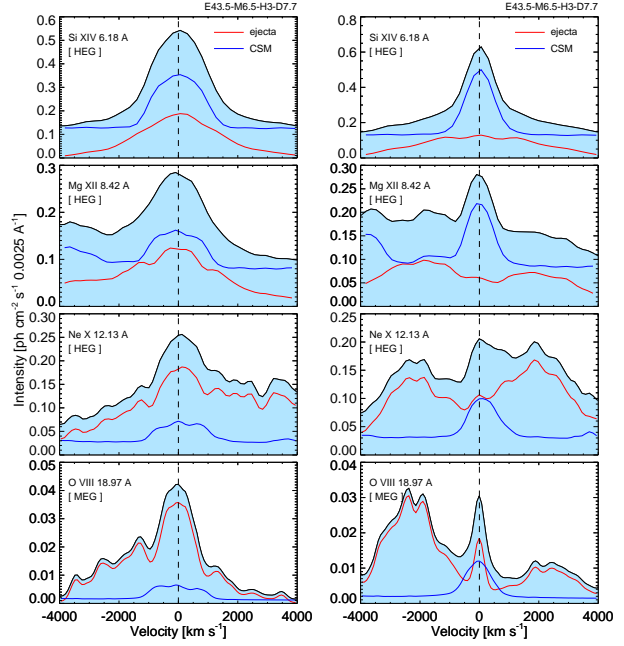 E43.5-M6.5-H3-D7.7
E43.5-M6.5-H3-D7.7
Intensity [ph cm⁻² s⁻¹ 0.0025 A⁻¹]
Si XIV 6.18 A
[ HEG ]
ejecta
CSM
0.6
0.5
0.4
0.3
0.2
0.1
0.0
Si XIV 6.18 A
[ HEG ]
ejecta
CSM
0.8
0.6
0.4
0.2
0.0
Mg XII 8.42 A
[ HEG ]
0.3
0.2
0.1
0.0
Mg XII 8.42 A
[ HEG ]
0.30
0.25
0.20
0.15
0.10
0.05
0.00
Ne X 12.13 A
[ HEG ]
0.30
0.25
0.20
0.15
0.10
0.05
0.00
Ne X 12.13 A
[ HEG ]
0.25
0.20
0.15
0.10
0.05
0.00
O VIII 18.97 A
[ MEG ]
0.05
0.04
0.03
0.02
0.01
0.00
O VIII 18.97 A
[ MEG ]
0.04
0.03
0.02
0.01
0.00
-4000 -2000 0 2000 4000
-4000 -2000 0 2000 4000
Velocity [km s⁻¹]
Velocity [km s⁻¹]